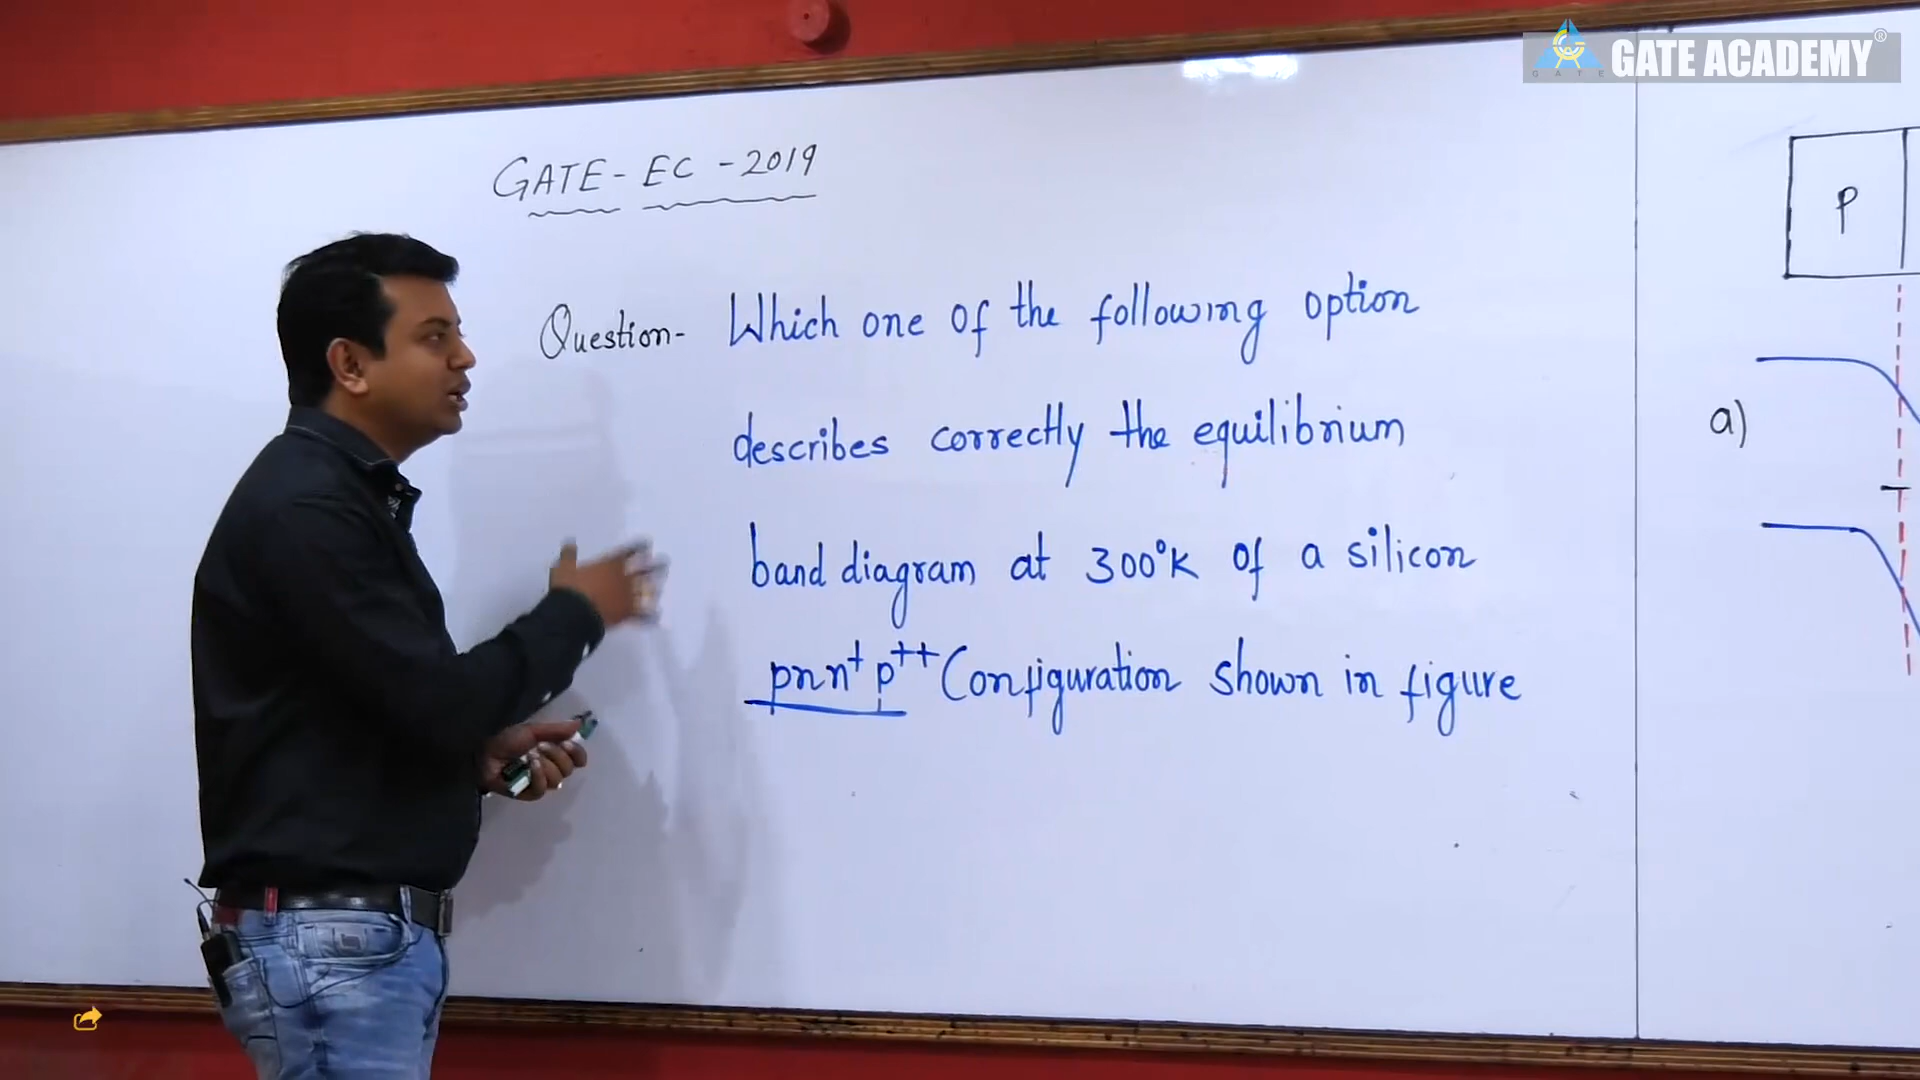 GATE ACADEMY®
GATE
GATE-EC-2019
Question- Which one of the following option
describes correctly the equilibrium
band diagram at 300°K of a silicon
pnn⁺p⁺⁺ Configuration shown in figure
P
a)